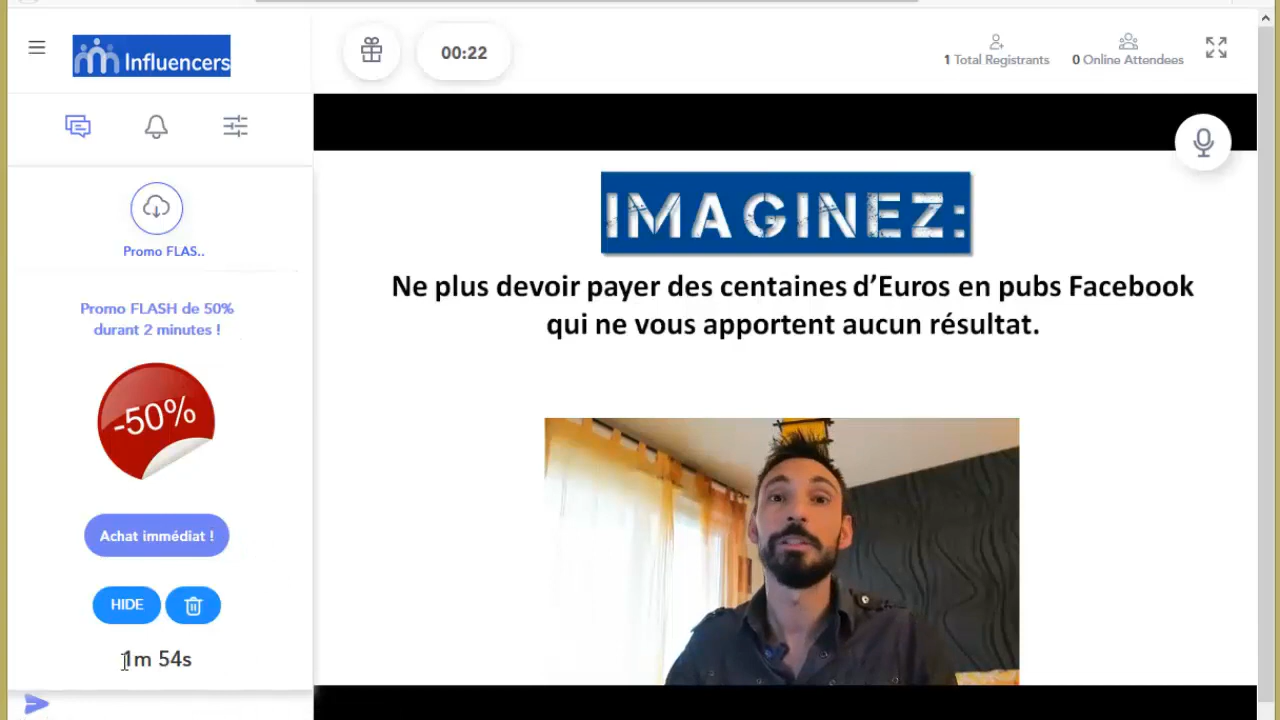 Influencers
00:22
1 Total Registrants
0 Online Attendees
Promo FLAS..
Promo FLASH de 50%
durant 2 minutes !
-50%
Achat immédiat !
HIDE
1m 54s
IMAGINEZ:
Ne plus devoir payer des centaines d’Euros en pubs Facebook
qui ne vous apportent aucun résultat.